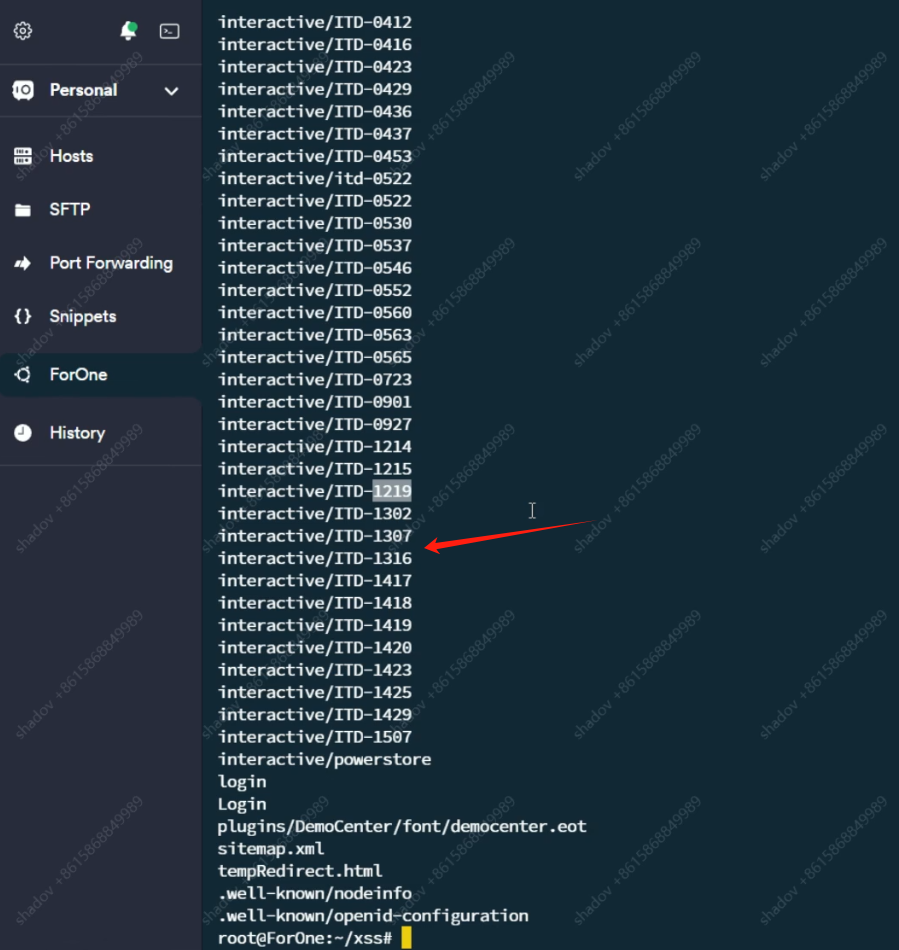 Personal
Hosts
SFTP
Port Forwarding
Snippets
ForOne
History
interactive/ITD-0412
interactive/ITD-0416
interactive/ITD-0423
interactive/ITD-0429
interactive/ITD-0436
interactive/ITD-0437
interactive/ITD-0453
interactive/itd-0522
interactive/ITD-0522
interactive/ITD-0530
interactive/ITD-0537
interactive/ITD-0546
interactive/ITD-0552
interactive/ITD-0560
interactive/ITD-0563
interactive/ITD-0565
interactive/ITD-0723
interactive/ITD-0901
interactive/ITD-0927
interactive/ITD-1214
interactive/ITD-1215
interactive/ITD-1219
interactive/ITD-1302
interactive/ITD-1307
interactive/ITD-1316
interactive/ITD-1417
interactive/ITD-1418
interactive/ITD-1419
interactive/ITD-1420
interactive/ITD-1423
interactive/ITD-1425
interactive/ITD-1429
interactive/ITD-1507
interactive/powerstore
login
Login
plugins/DemoCenter/font/democenter.eot
sitemap.xml
tempRedirect.html
.well-known/nodeinfo
.well-known/openid-configuration
root@ForOne:~/xss#
shadov +8615868849989